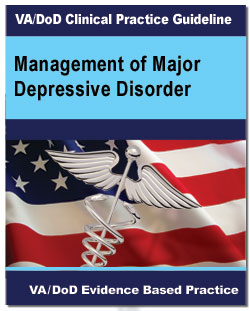 VA/DoD Clinical Practice Guideline
Management of Major
Depressive Disorder
VA/DoD Evidence Based Practice